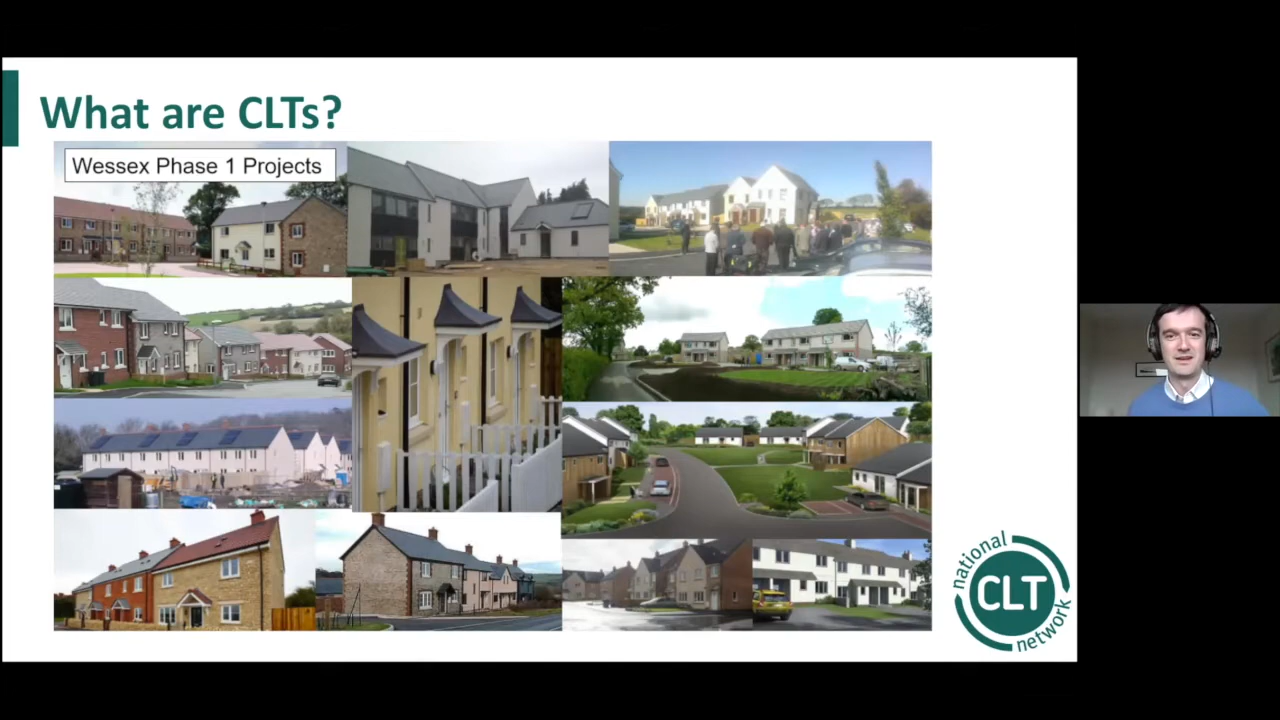 What are CLTs?
Wessex Phase 1 Projects
national
CLT
network